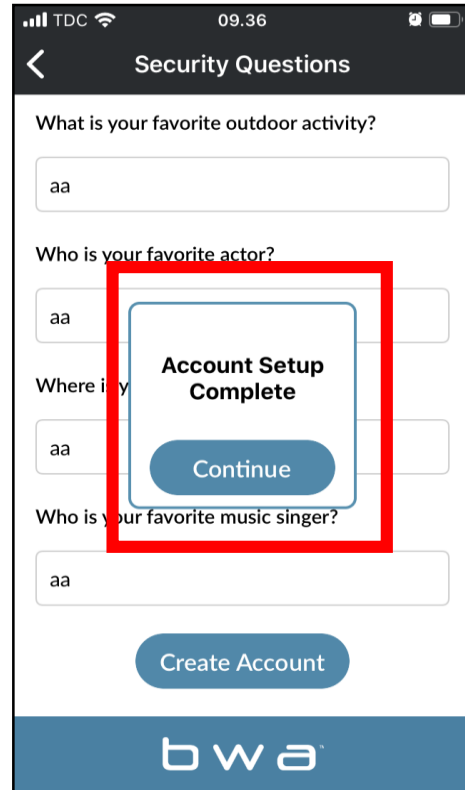 TDC 09.36
Security Questions
What is your favorite outdoor activity?
aa
Who is your favorite actor?
aa
Account Setup
Complete
Where is y
aa
Continue
Who is your favorite music singer?
aa
Create Account
bwa